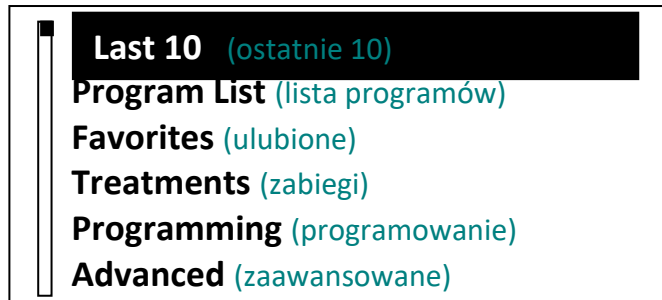 Last 10 (ostatnie 10)
Program List (lista programów)
Favorites (ulubione)
Treatments (zabiegi)
Programming (programowanie)
Advanced (zaawansowane)